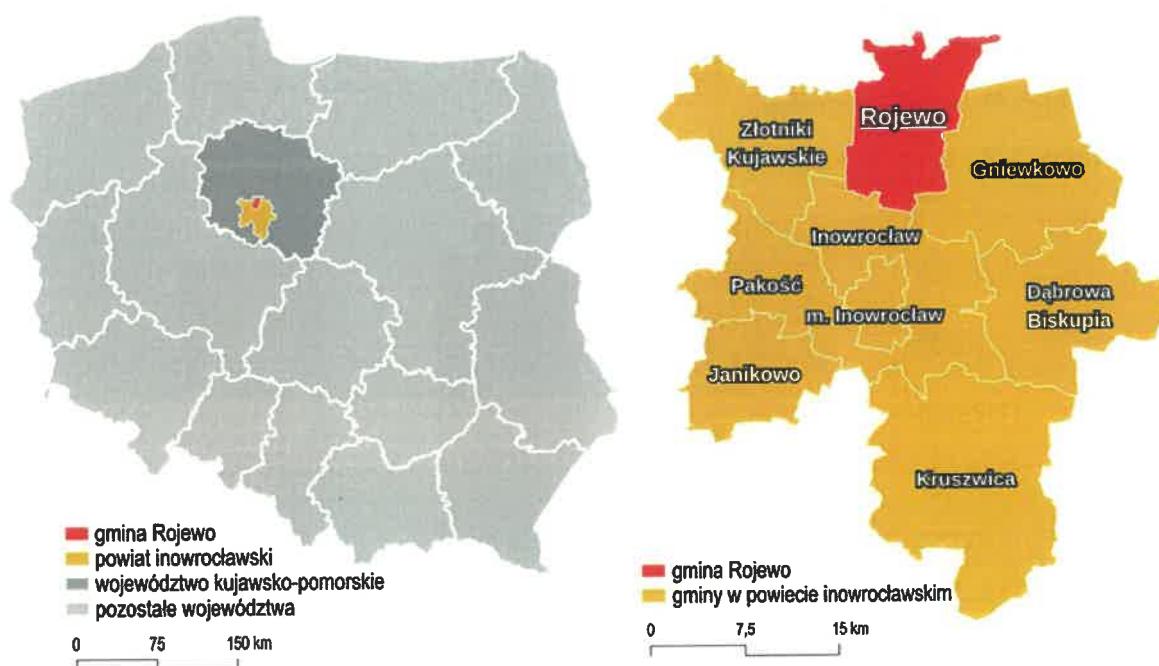 Rojewo
Złotniki
Kujawskie
Gniewkowo
Inowrocław
Pakość
Dąbrowa
Biskupia
m. Inowrocław
Janikowo
Kruszwica
gmina Rojewo
powiat inowrocławski
województwo kujawsko-pomorskie
pozostałe województwa
0 75 150 km
gmina Rojewo
gminy w powiecie inowrocławskim
0 7,5 15 km